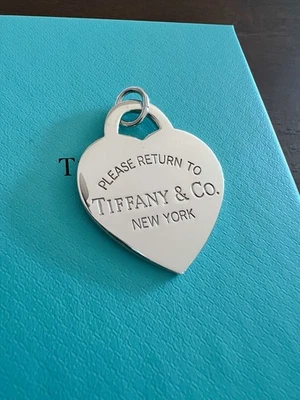 T
PLEASE RETURN TO
TIFFANY & CO.
NEW YORK